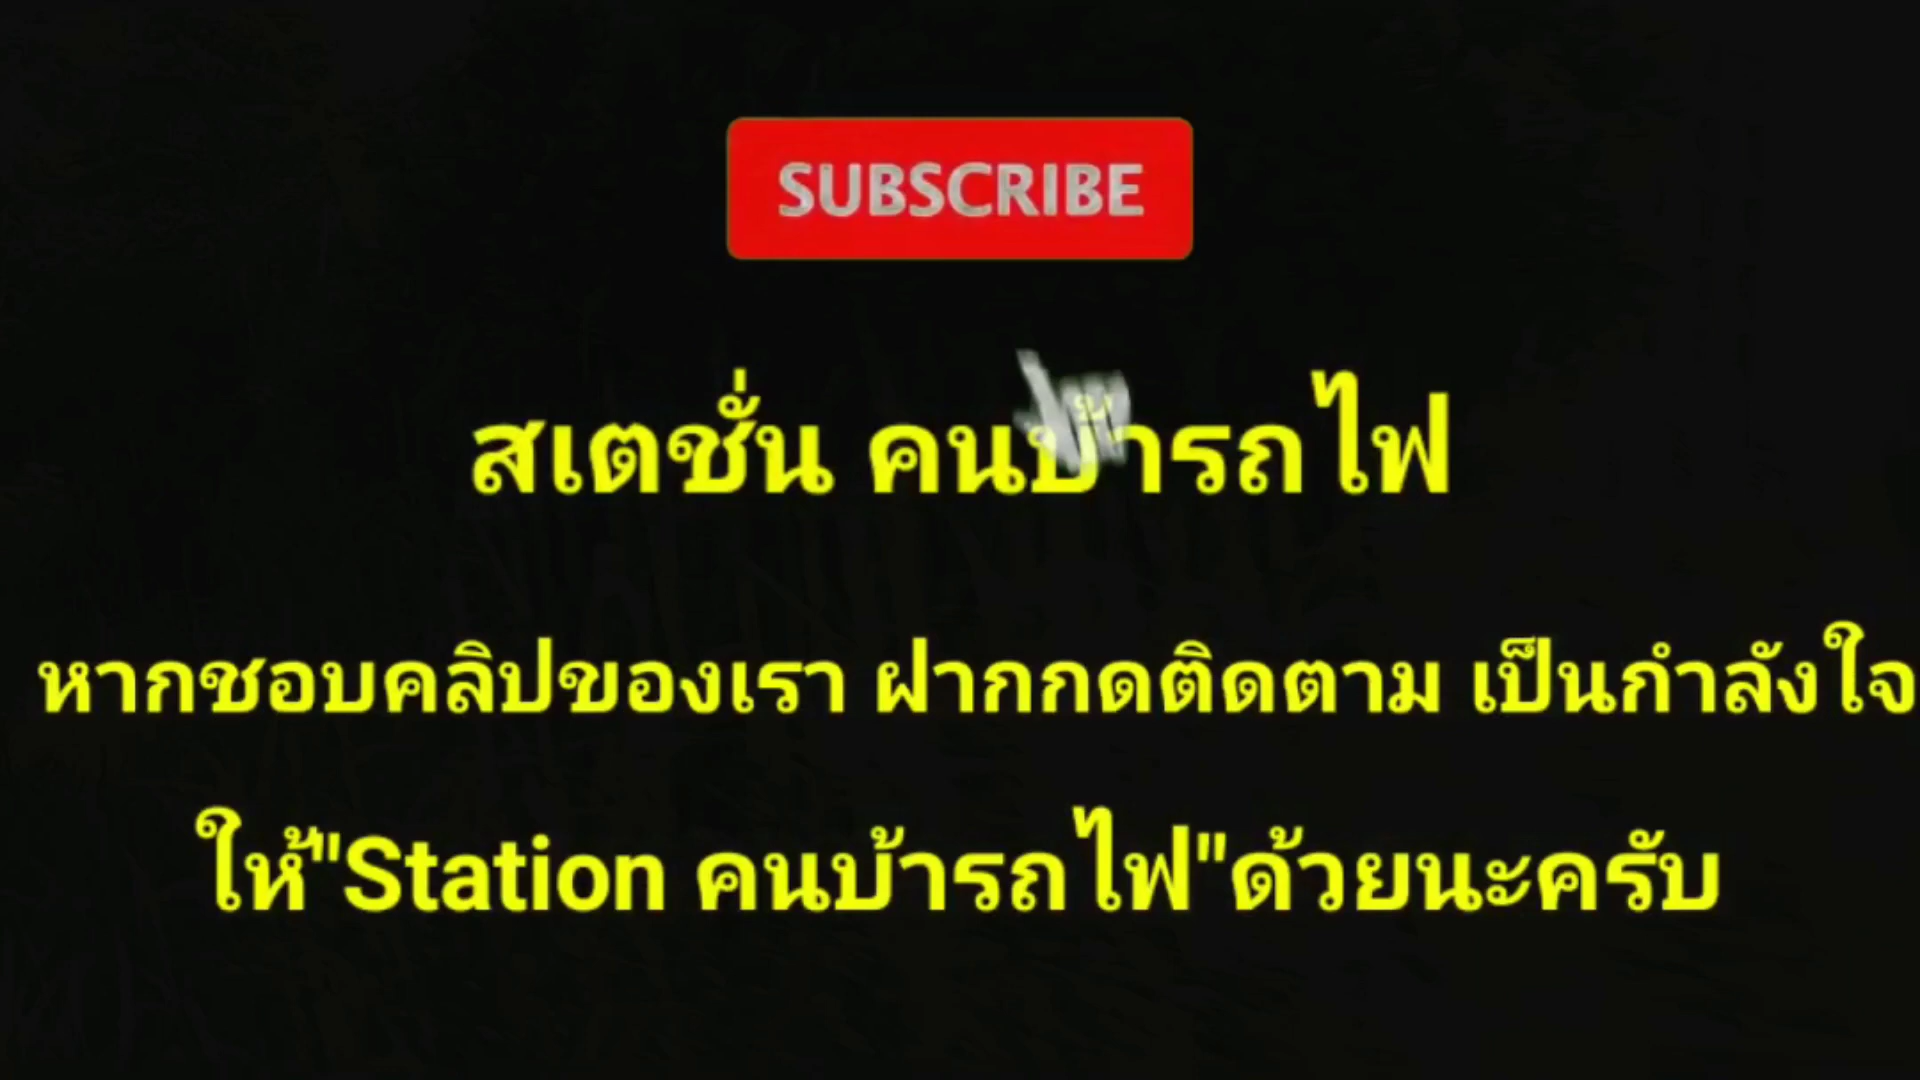 SUBSCRIBE
สเตชั่น คนบ้ารถไฟ
หากชอบคลิปของเรา ฝากกดติดตาม เป็นกำลังใจ
ให้"Station คนบ้ารถไฟ"ด้วยนะครับ